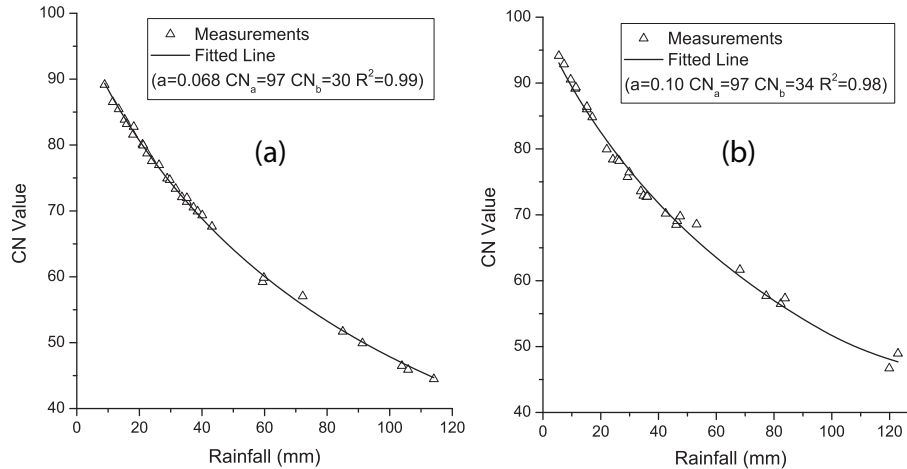 (a)
Measurements
Fitted Line
(a=0.068 CNa=97 CNb=30 R2=0.99)
100
90
80
70
60
50
40
CN Value
0
20
40
60
80
100
120
Rainfall (mm)
(b)
Measurements
Fitted Line
(a=0.10 CNa=97 CNb=34 R2=0.98)
100
90
80
70
60
50
40
CN Value
0
20
40
60
80
100
120
Rainfall (mm)